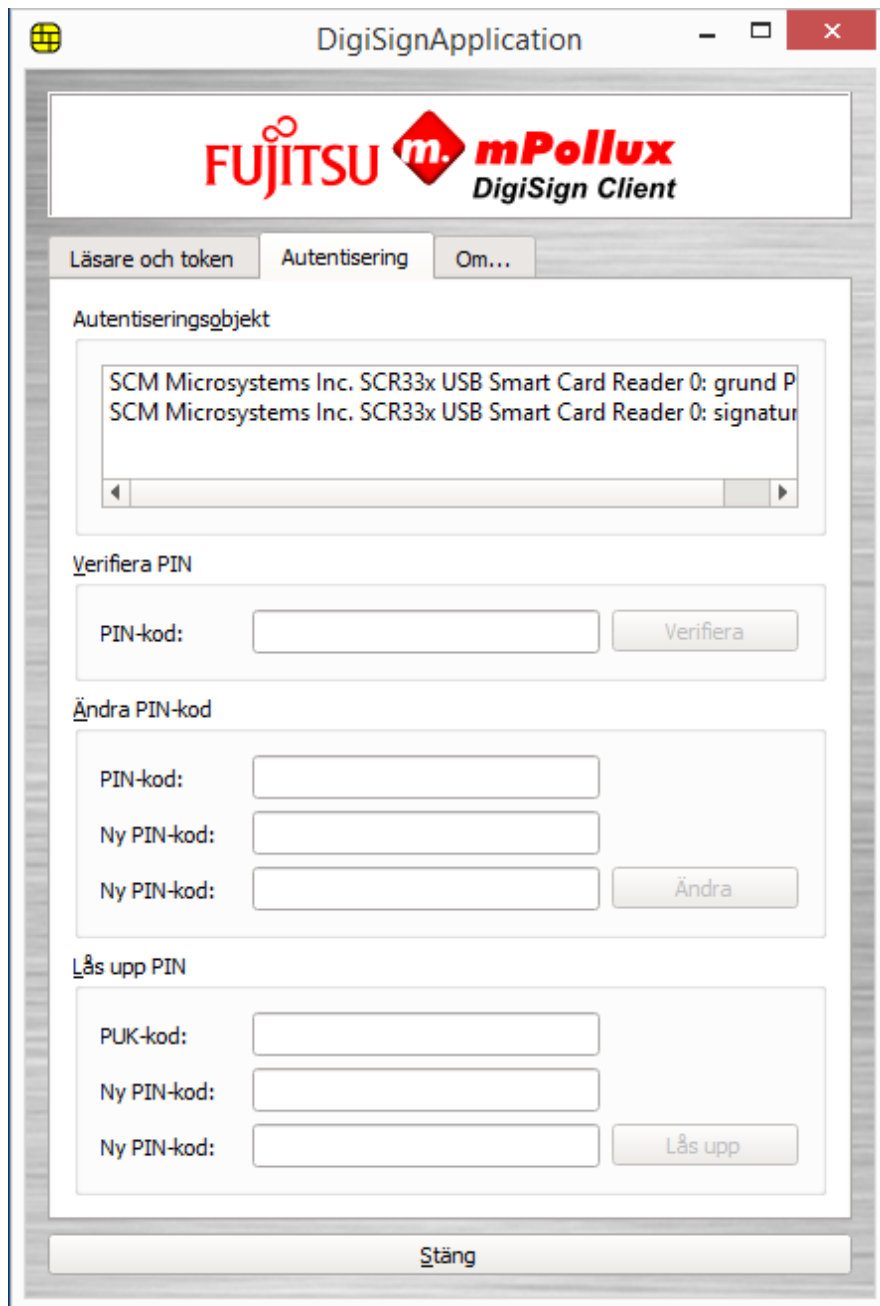 DigiSignApplication
FUJITSU m. mPollux
DigiSign Client
Läsare och token Autentisering Om...
Autentiseringsobjekt
SCM Microsystems Inc. SCR33x USB Smart Card Reader 0: grund P
SCM Microsystems Inc. SCR33x USB Smart Card Reader 0: signatur
Verifiera PIN
PIN-kod: Verifiera
Ändra PIN-kod
PIN-kod:
Ny PIN-kod:
Ny PIN-kod: Ändra
Lås upp PIN
PUK-kod:
Ny PIN-kod:
Ny PIN-kod: Lås upp
Stäng